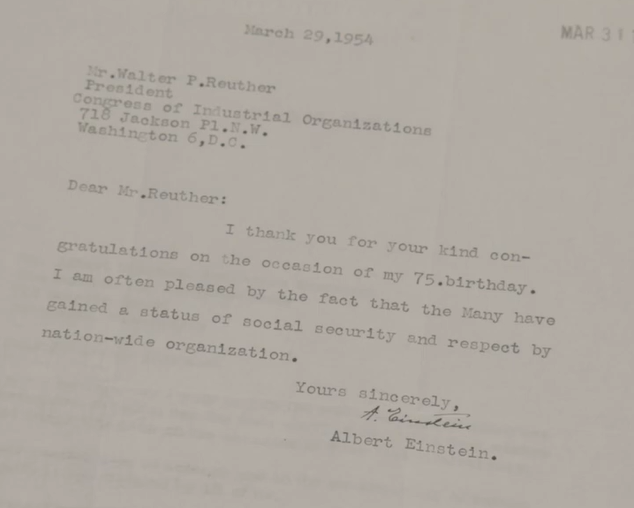 March 29,1954
MAR 31
Mr.Walter P.Reuther
President
Congress of Industrial Organizations
718 Jackson Pl.N.W.
Washington 6,D.C.
Dear Mr.Reuther:
I thank you for your kind con-
gratulations on the occasion of my 75.birthday.
I am often pleased by the fact that the Many have
gained a status of social security and respect by
nation-wide organization.
Yours sincerely,
A. Einstein
Albert Einstein.